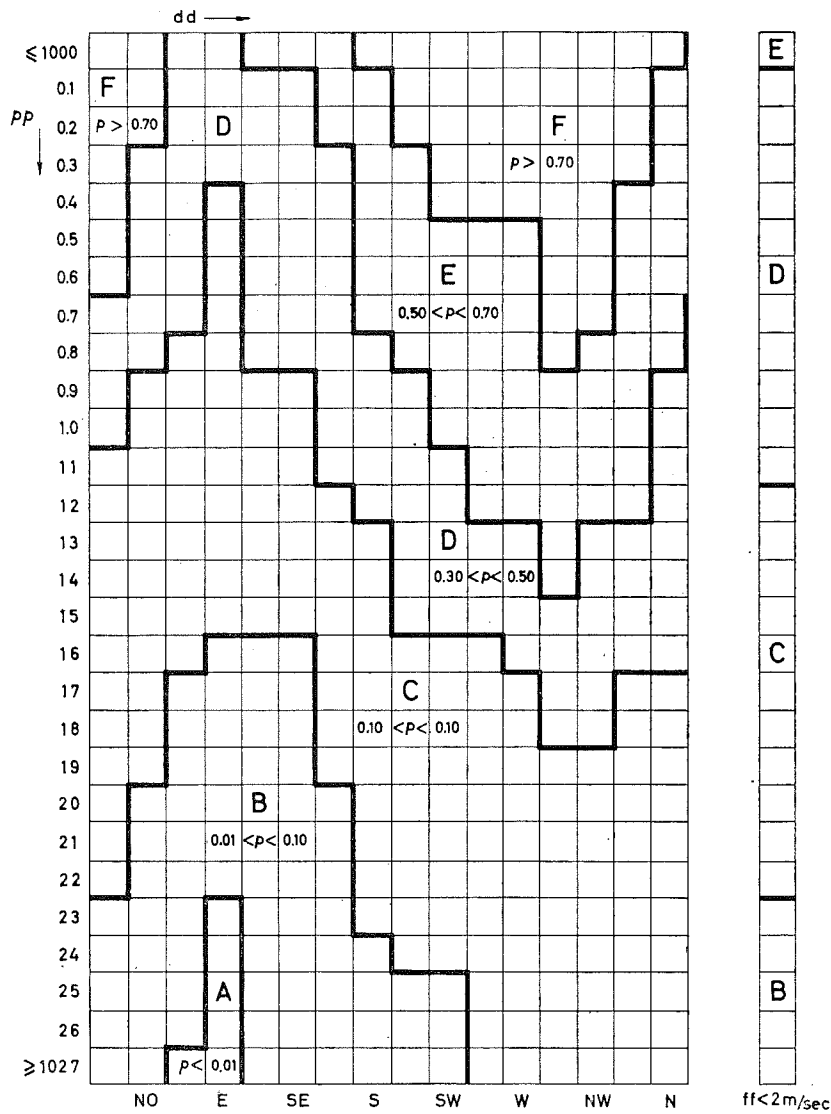 dd
≤1000 E
0.1 F
pp 0.2 p > 0.70 D F
0.3 p > 0.70
0.4
0.5
0.6 E D
0.7 0.50 < p < 0.70
0.8
0.9
1.0
11
12
13 D
14 0.30 < p < 0.50
15
16 C
17 C
18 0.10 < p < 0.10
19
20 B
21 0.01 < p < 0.10
22
23
24
25 A B
26
≥1027 p < 0.01
NO E SE S SW W NW N ff<2m/sec